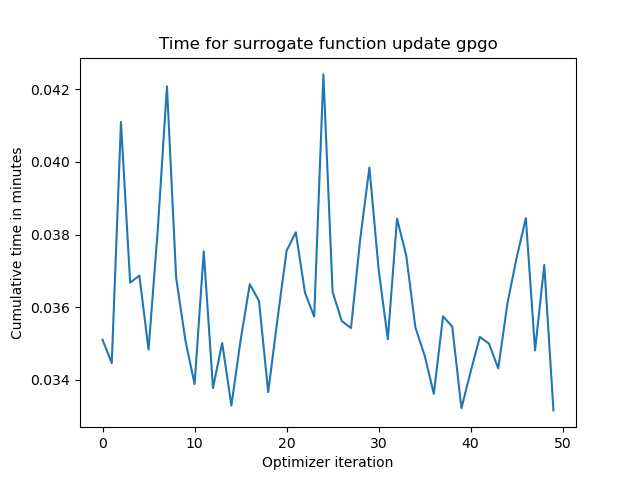 Time for surrogate function update gpgo
Cumulative time in minutes
0.042
0.040
0.038
0.036
0.034
0 10 20 30 40 50
Optimizer iteration